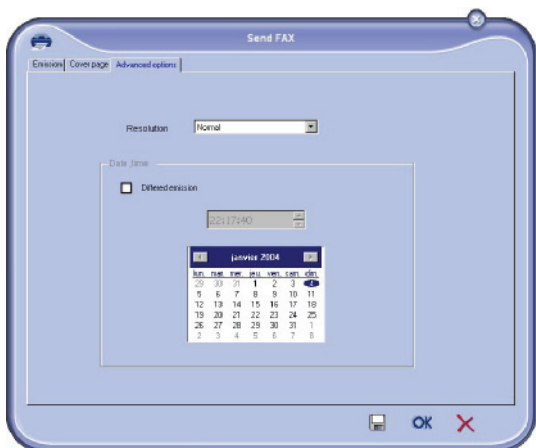 Send FAX
Emission Cover page Advanced options
Resolution Normal
Date_time
Differed emission
22:17:40
janvier 2004
lun. mar. mer. jeu. ven. sam. dim.
29 30 31 1 2 3 4
5 6 7 8 9 10 11
12 13 14 15 16 17 18
19 20 21 22 23 24 25
26 27 28 29 30 31 1
2 3 4 5 6 7 8
OK